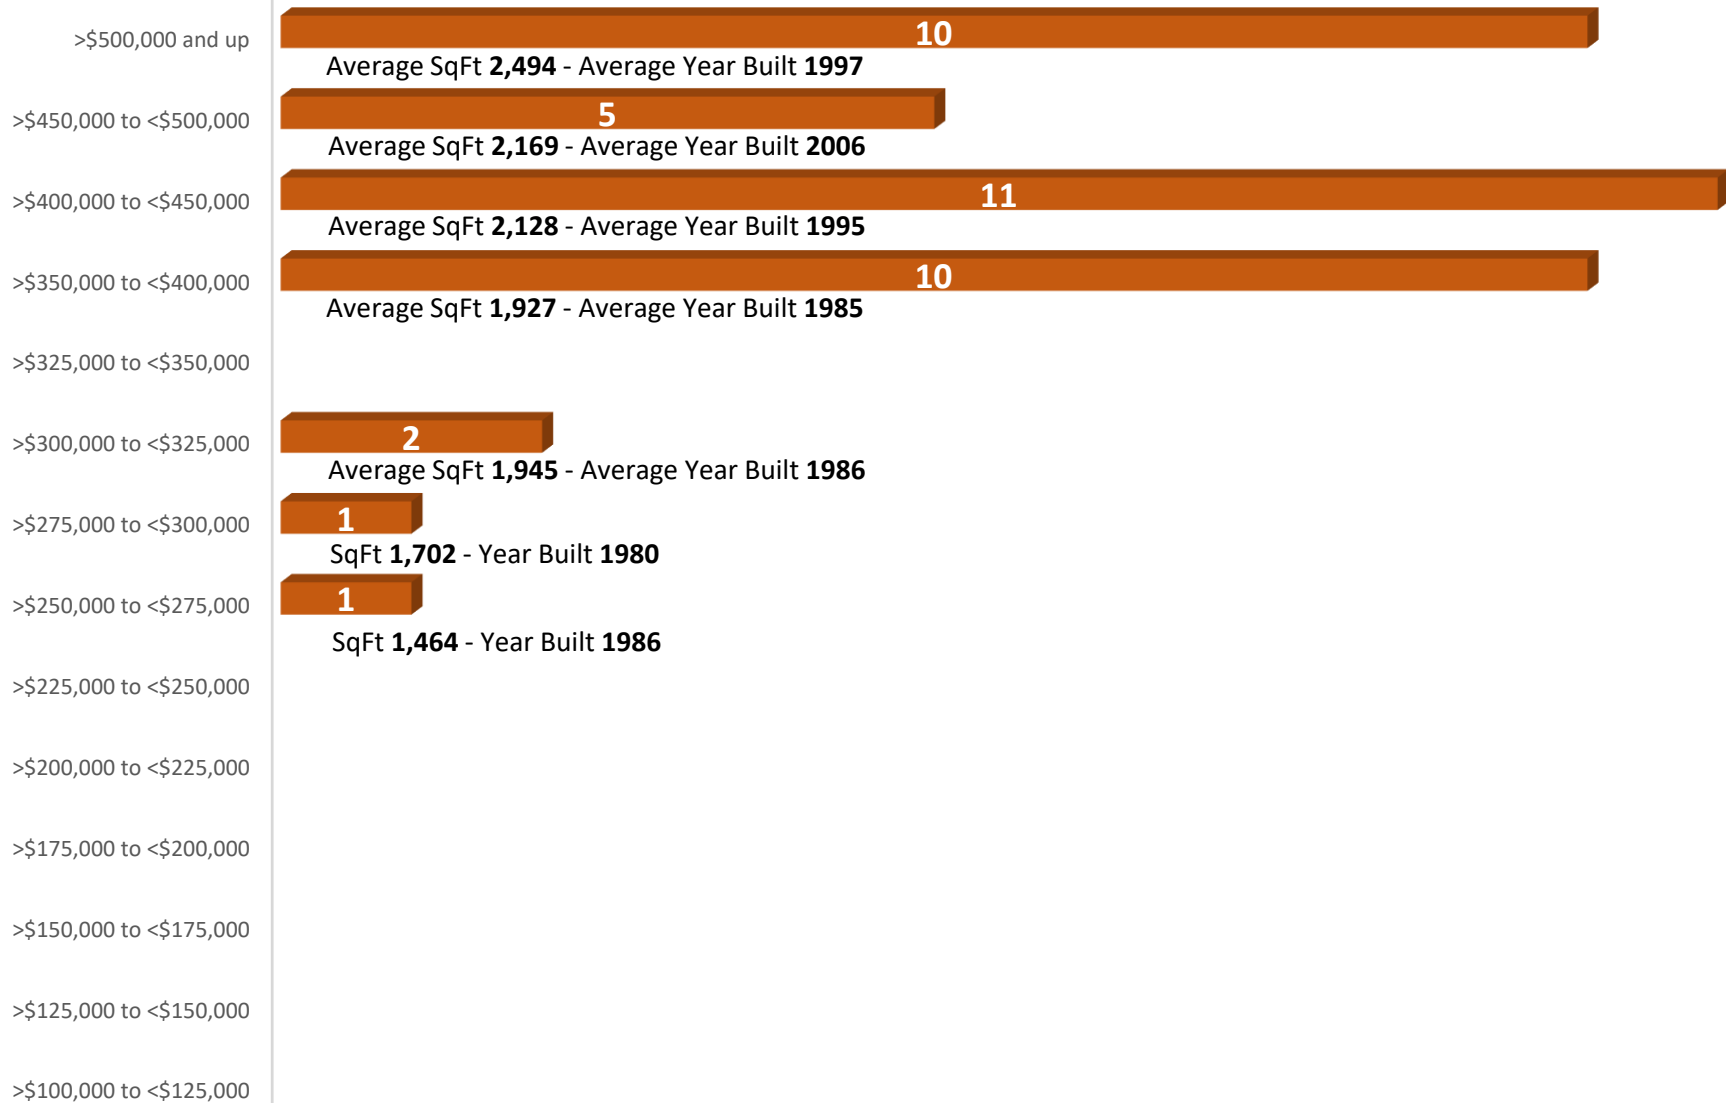 >$500,000 and up
10
Average SqFt 2,494 - Average Year Built 1997
>$450,000 to <$500,000
5
Average SqFt 2,169 - Average Year Built 2006
>$400,000 to <$450,000
11
Average SqFt 2,128 - Average Year Built 1995
>$350,000 to <$400,000
10
Average SqFt 1,927 - Average Year Built 1985
>$325,000 to <$350,000
>$300,000 to <$325,000
2
Average SqFt 1,945 - Average Year Built 1986
>$275,000 to <$300,000
1
SqFt 1,702 - Year Built 1980
>$250,000 to <$275,000
1
SqFt 1,464 - Year Built 1986
>$225,000 to <$250,000
>$200,000 to <$225,000
>$175,000 to <$200,000
>$150,000 to <$175,000
>$125,000 to <$150,000
>$100,000 to <$125,000